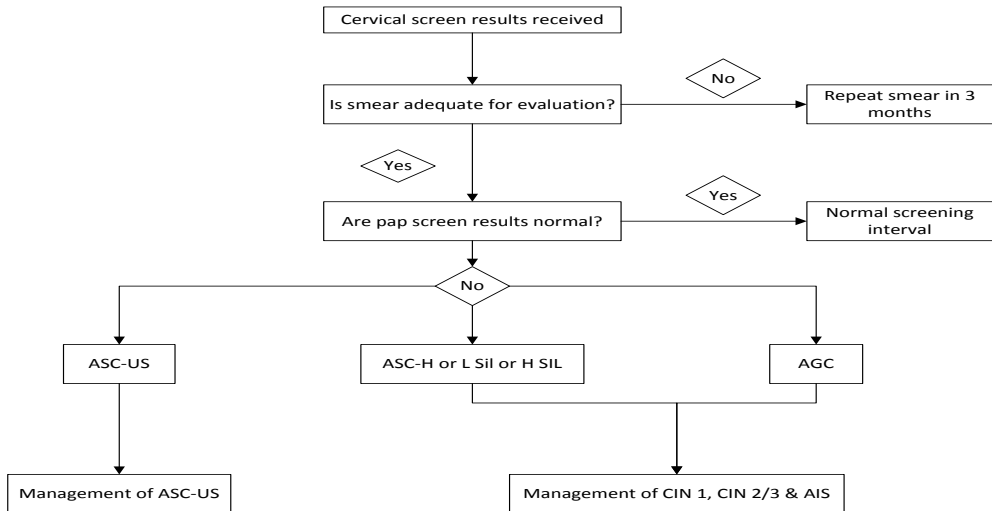 Cervical screen results received
No
Is smear adequate for evaluation?
Repeat smear in 3
months
Yes
Yes
Are pap screen results normal?
Normal screening
interval
No
ASC-US
ASC-H or L Sil or H SIL
AGC
Management of ASC-US
Management of CIN 1, CIN 2/3 & AIS